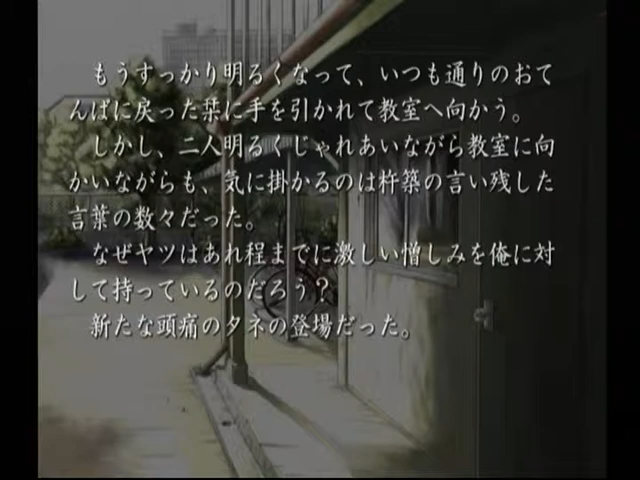 もうすっかり明るくなって、いつも通りのおて
んばに戻った栞に手を引かれて教室へ向かう。
　しかし、二人明るくじゃれあいながら教室に向
かいながらも、気に掛かるのは杵築の言い残した
言葉の数々だった。
　なぜヤツはあれ程までに激しい憎しみを俺に対
して持っているのだろう？
　新たな頭痛のタネの登場だった。